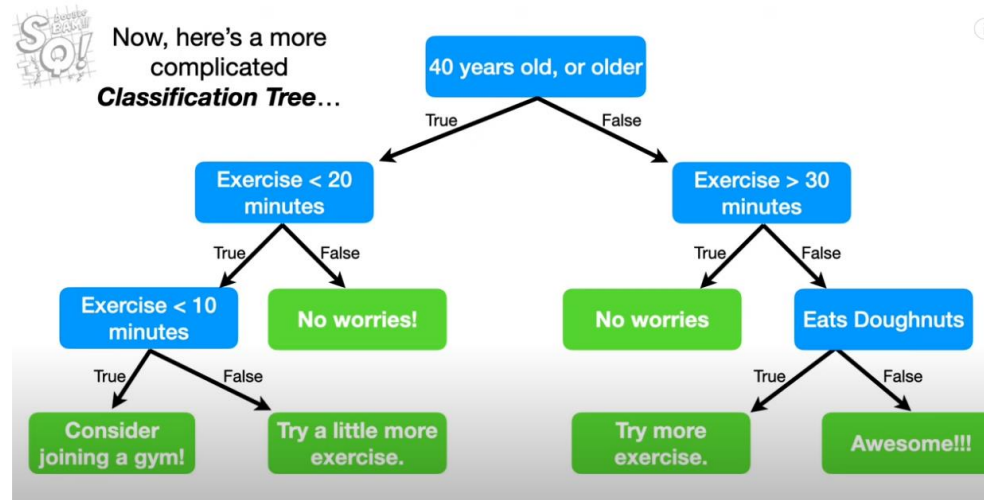 Now, here's a more
complicated
Classification Tree...
40 years old, or older
True
False
Exercise < 20
minutes
Exercise > 30
minutes
True
False
True
False
Exercise < 10
minutes
No worries!
No worries
Eats Doughnuts
True
False
True
False
Consider
joining a gym!
Try a little more
exercise.
Try more
exercise.
Awesome!!!